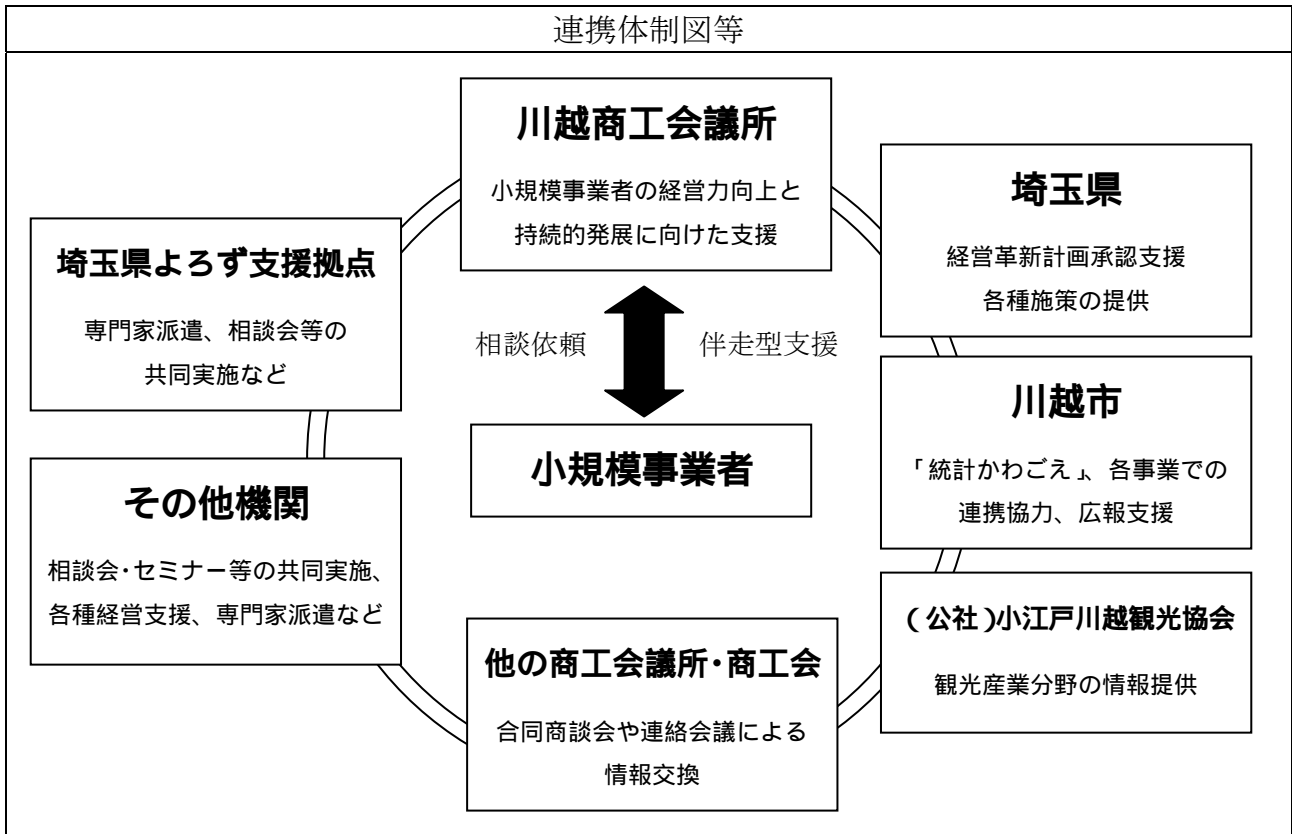 連携体制図等
川越商工会議所
小規模事業者の経営力向上と
持続的発展に向けた支援
埼玉県
経営革新計画承認支援
各種施策の提供
埼玉県よろず支援拠点
専門家派遣、相談会等の
共同実施など
相談依頼
伴走型支援
川越市
「統計かわごえ」、各事業での
連携協力、広報支援
小規模事業者
その他機関
相談会・セミナー等の共同実施、
各種経営支援、専門家派遣など
(公社)小江戸川越観光協会
観光産業分野の情報提供
他の商工会議所・商工会
合同商談会や連絡会議による
情報交換